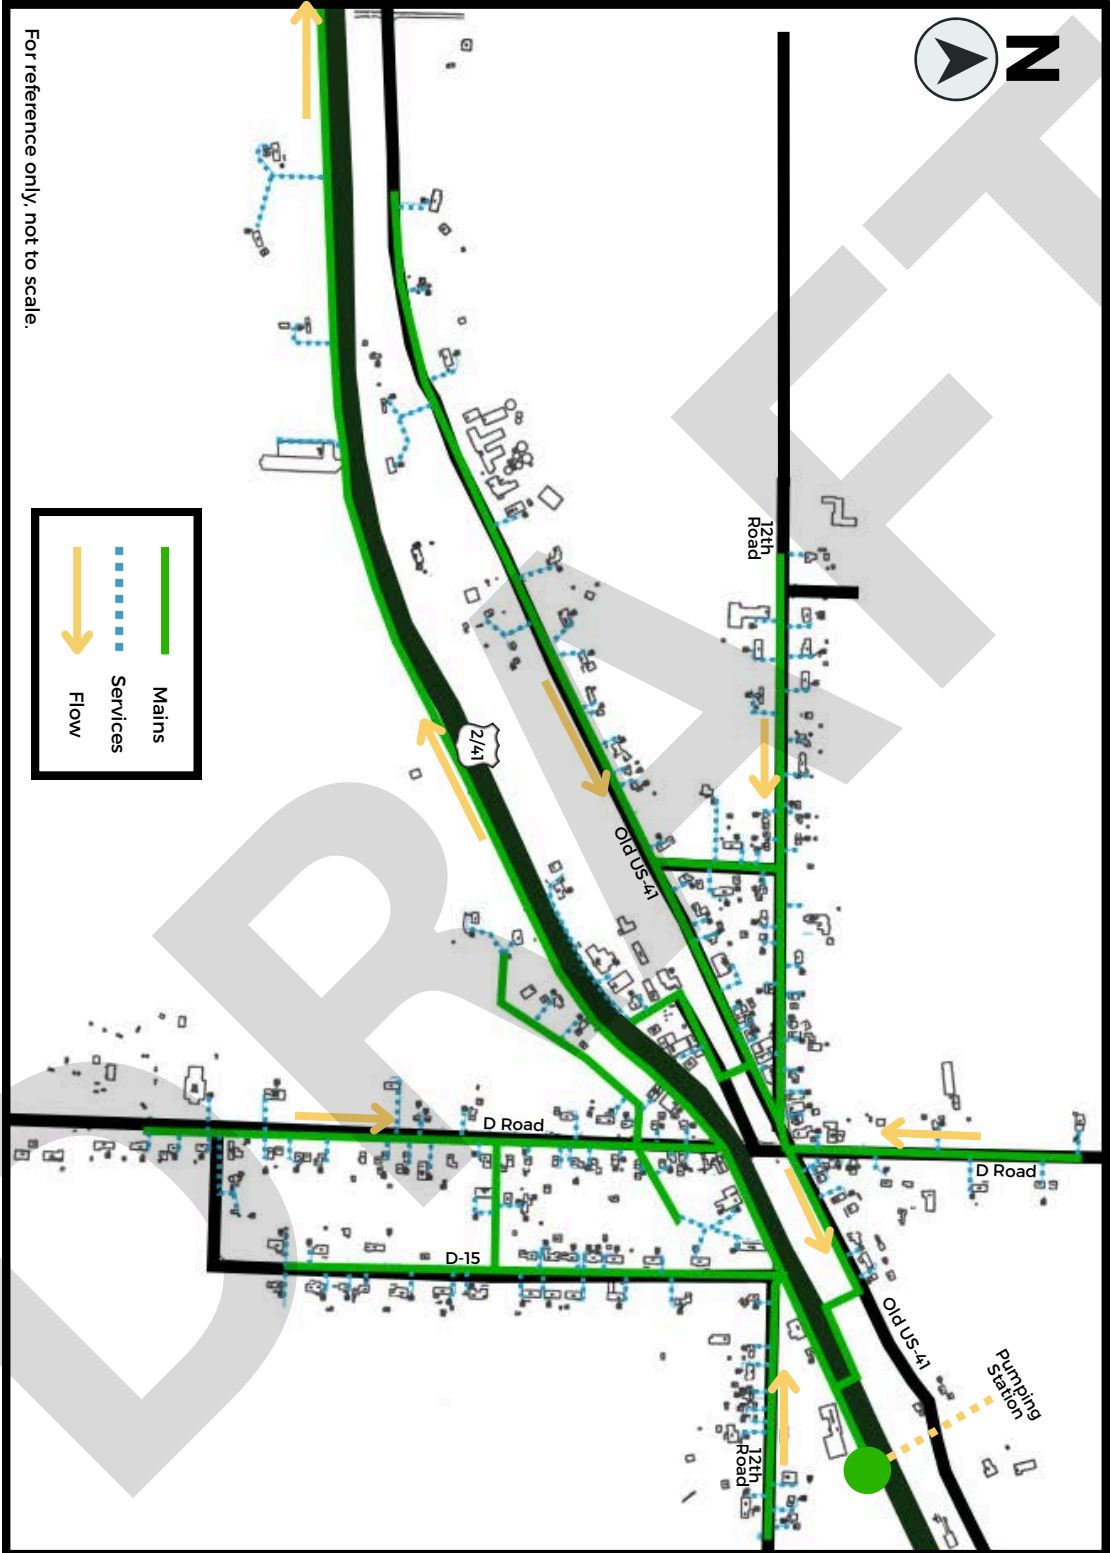 N
For reference only, not to scale.
12th
Road
2/41
Old US-41
Mains
Services
Flow
D Road
D Road
D-15
Old US-41
Pumping
Station
12th
Road
DRAFT